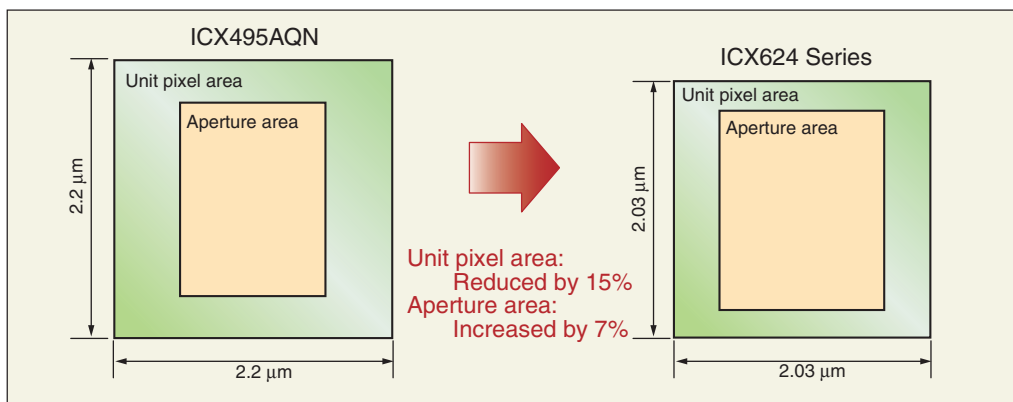 ICX495AQN
Unit pixel area
Aperture area
2.2 μm
2.2 μm
Unit pixel area:
Reduced by 15%
Aperture area:
Increased by 7%
ICX624 Series
Unit pixel area
Aperture area
2.03 μm
2.03 μm